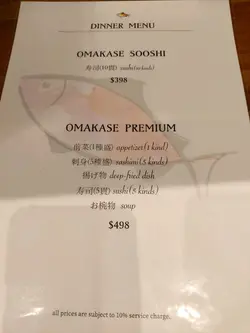 DINNER MENU
OMAKASE SOOSHI
寿司(10貫) sushi(10 kinds)
$398
OMAKASE PREMIUM
前菜(1種盛) appetizer(1 kind)
刺身(5種盛) sashimi(5 kinds)
揚げ物 deep-fried dish
寿司(5貫) sushi(5 kinds)
お椀物 soup
$498
all prices are subject to 10% service charge.